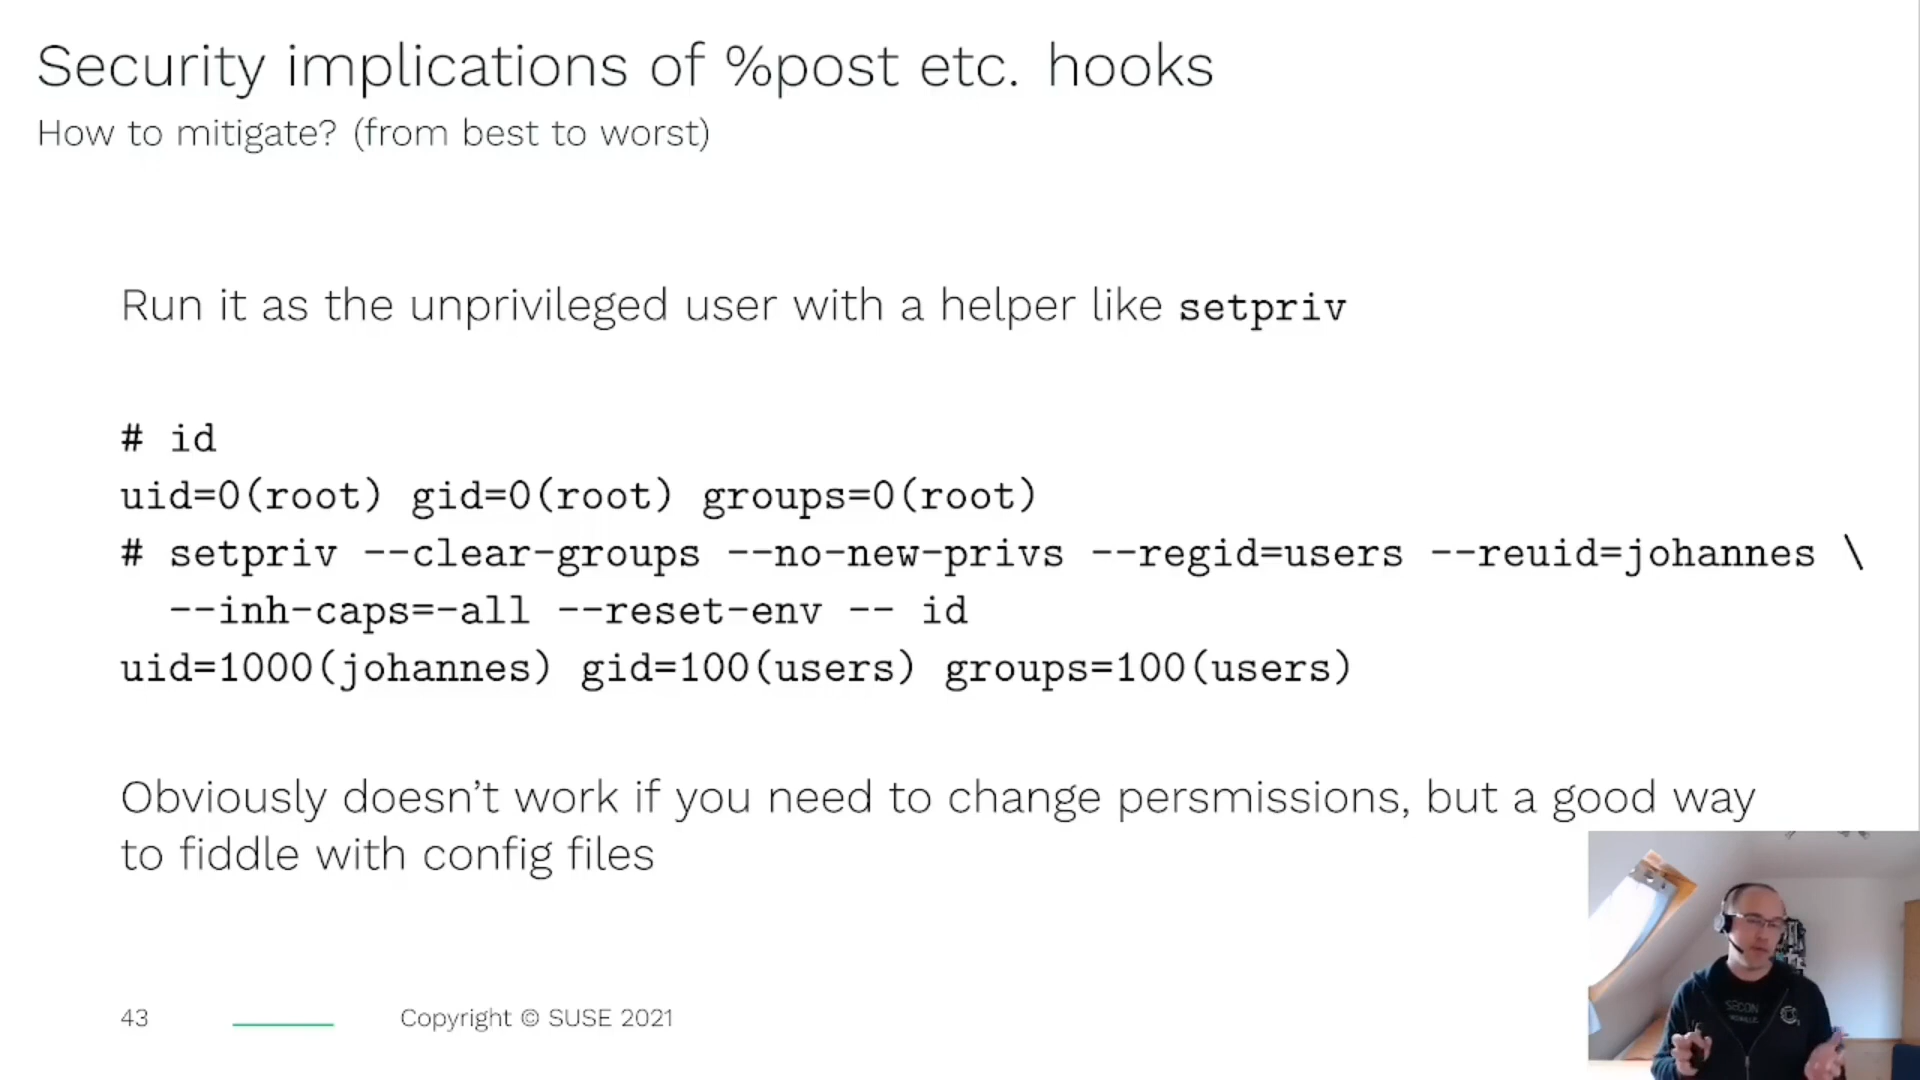 Security implications of %post etc. hooks
How to mitigate? (from best to worst)
Run it as the unprivileged user with a helper like setpriv
# id
uid=0(root) gid=0(root) groups=0(root)
# setpriv --clear-groups --no-new-privs --regid=users --reuid=johannes \
--inh-caps=-all --reset-env -- id
uid=1000(johannes) gid=100(users) groups=100(users)
Obviously doesn't work if you need to change persmissions, but a good way
to fiddle with config files
43
Copyright © SUSE 2021